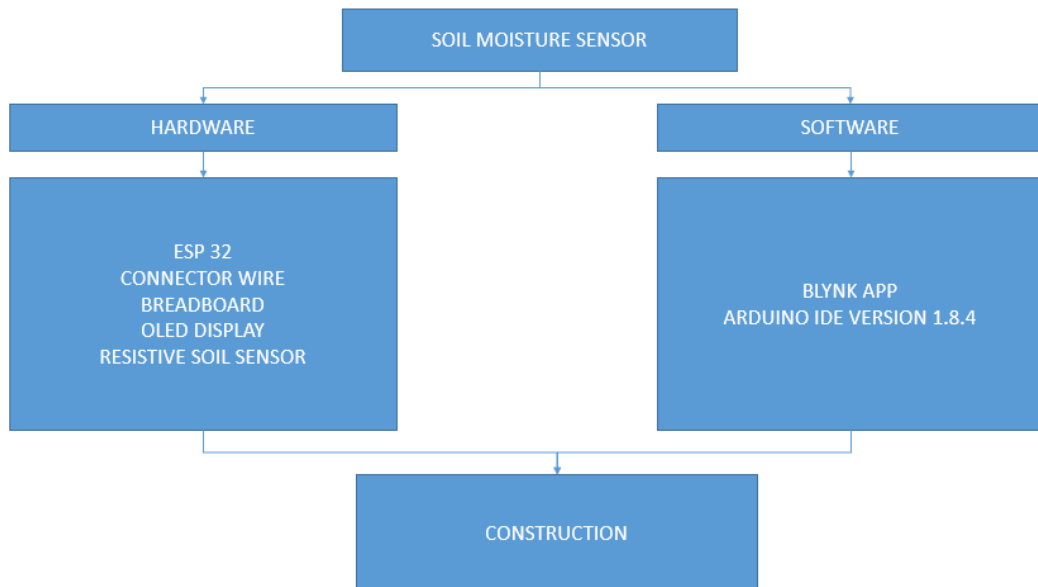 SOIL MOISTURE SENSOR
HARDWARE
SOFTWARE
ESP 32
CONNECTOR WIRE
BREADBOARD
OLED DISPLAY
RESISTIVE SOIL SENSOR
BLYNK APP
ARDUINO IDE VERSION 1.8.4
CONSTRUCTION